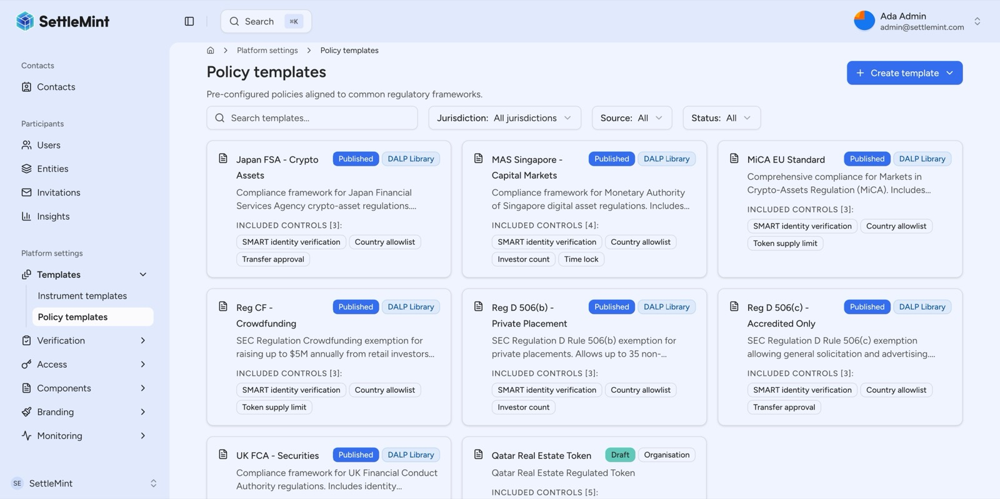 SettleMint
Search
⌘K
Ada Admin
admin@settlemint.com
Contacts
Contacts
Participants
Users
Entities
Invitations
Insights
Platform settings
Templates
Instrument templates
Policy templates
Verification
Access
Components
Branding
Monitoring
SE SettleMint
Platform settings > Policy templates
Policy templates
Create template
Pre-configured policies aligned to common regulatory frameworks.
Search templates...
Jurisdiction: All jurisdictions
Source: All
Status: All
Japan FSA - Crypto
Assets
Published
DALP Library
Compliance framework for Japan Financial
Services Agency crypto-asset regulations....
INCLUDED CONTROLS [3]:
SMART identity verification
Country allowlist
Transfer approval
MAS Singapore -
Capital Markets
Published
DALP Library
Compliance framework for Monetary Authority
of Singapore digital asset regulations. Includes...
INCLUDED CONTROLS [4]:
SMART identity verification
Country allowlist
Investor count
Time lock
MiCA EU Standard
Published
DALP Library
Comprehensive compliance for Markets in
Crypto-Assets Regulation (MiCA). Includes...
INCLUDED CONTROLS [3]:
SMART identity verification
Country allowlist
Token supply limit
Reg CF -
Crowdfunding
Published
DALP Library
SEC Regulation Crowdfunding exemption for
raising up to $5M annually from retail investors...
INCLUDED CONTROLS [3]:
SMART identity verification
Country allowlist
Token supply limit
Reg D 506(b) -
Private Placement
Published
DALP Library
SEC Regulation D Rule 506(b) exemption for
private placements. Allows up to 35 non-...
INCLUDED CONTROLS [3]:
SMART identity verification
Country allowlist
Investor count
Reg D 506(c) -
Accredited Only
Published
DALP Library
SEC Regulation D Rule 506(c) exemption
allowing general solicitation and advertising....
INCLUDED CONTROLS [3]:
SMART identity verification
Country allowlist
Transfer approval
UK FCA - Securities
Published
DALP Library
Compliance framework for UK Financial Conduct
Authority regulations. Includes identity...
Qatar Real Estate Token
Draft
Organisation
Qatar Real Estate Regulated Token
INCLUDED CONTROLS [5]: